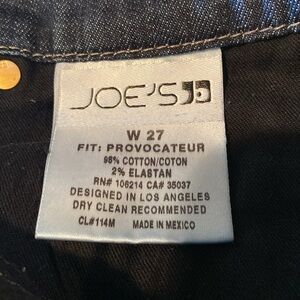 JOE'S
W 27
FIT: PROVOCATEUR
98% COTTON/COTON
2% ELASTAN
RN# 106214 CA# 35037
DESIGNED IN LOS ANGELES
DRY CLEAN RECOMMENDED
CL#114M MADE IN MEXICO